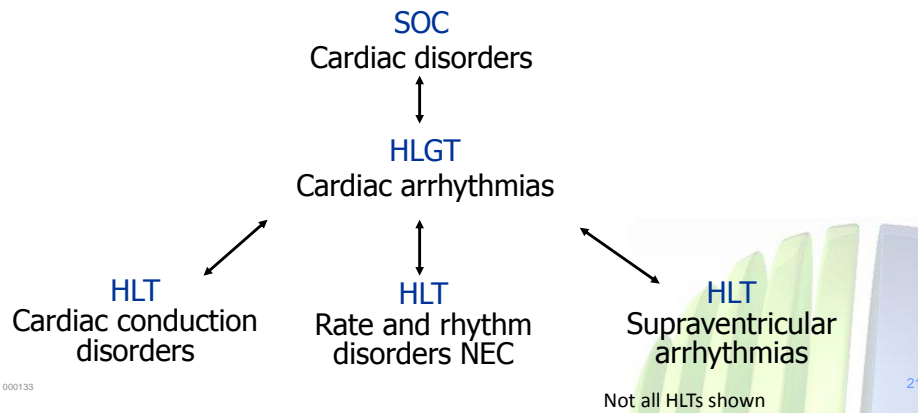 SOC
Cardiac disorders
HLGT
Cardiac arrhythmias
HLT
Cardiac conduction
disorders
HLT
Rate and rhythm
disorders NEC
HLT
Supraventricular
arrhythmias
000133
Not all HLTs shown
21